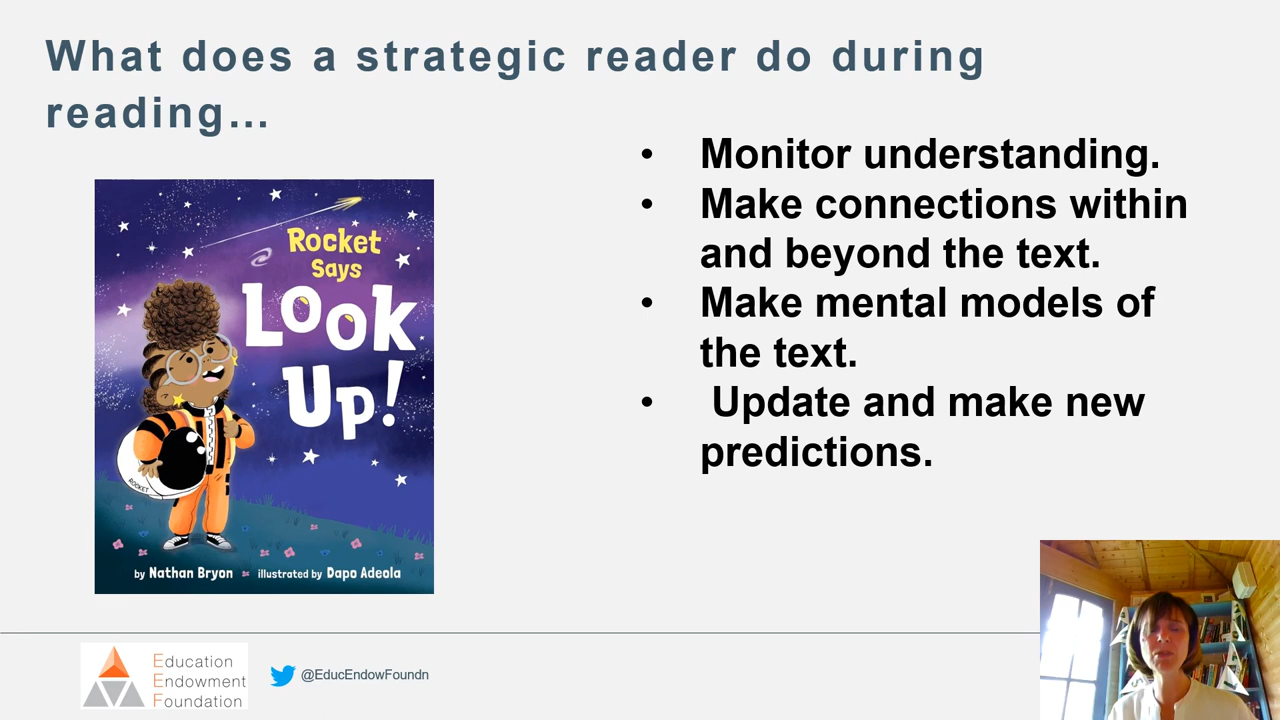 What does a strategic reader do during
reading...
• Monitor understanding.
• Make connections within
and beyond the text.
• Make mental models of
the text.
• Update and make new
predictions.
Rocket
Says
Look
Up!
ROCKET
by Nathan Bryon illustrated by Dapo Adeola
Education
Endowment
Foundation
@EducEndowFoundn